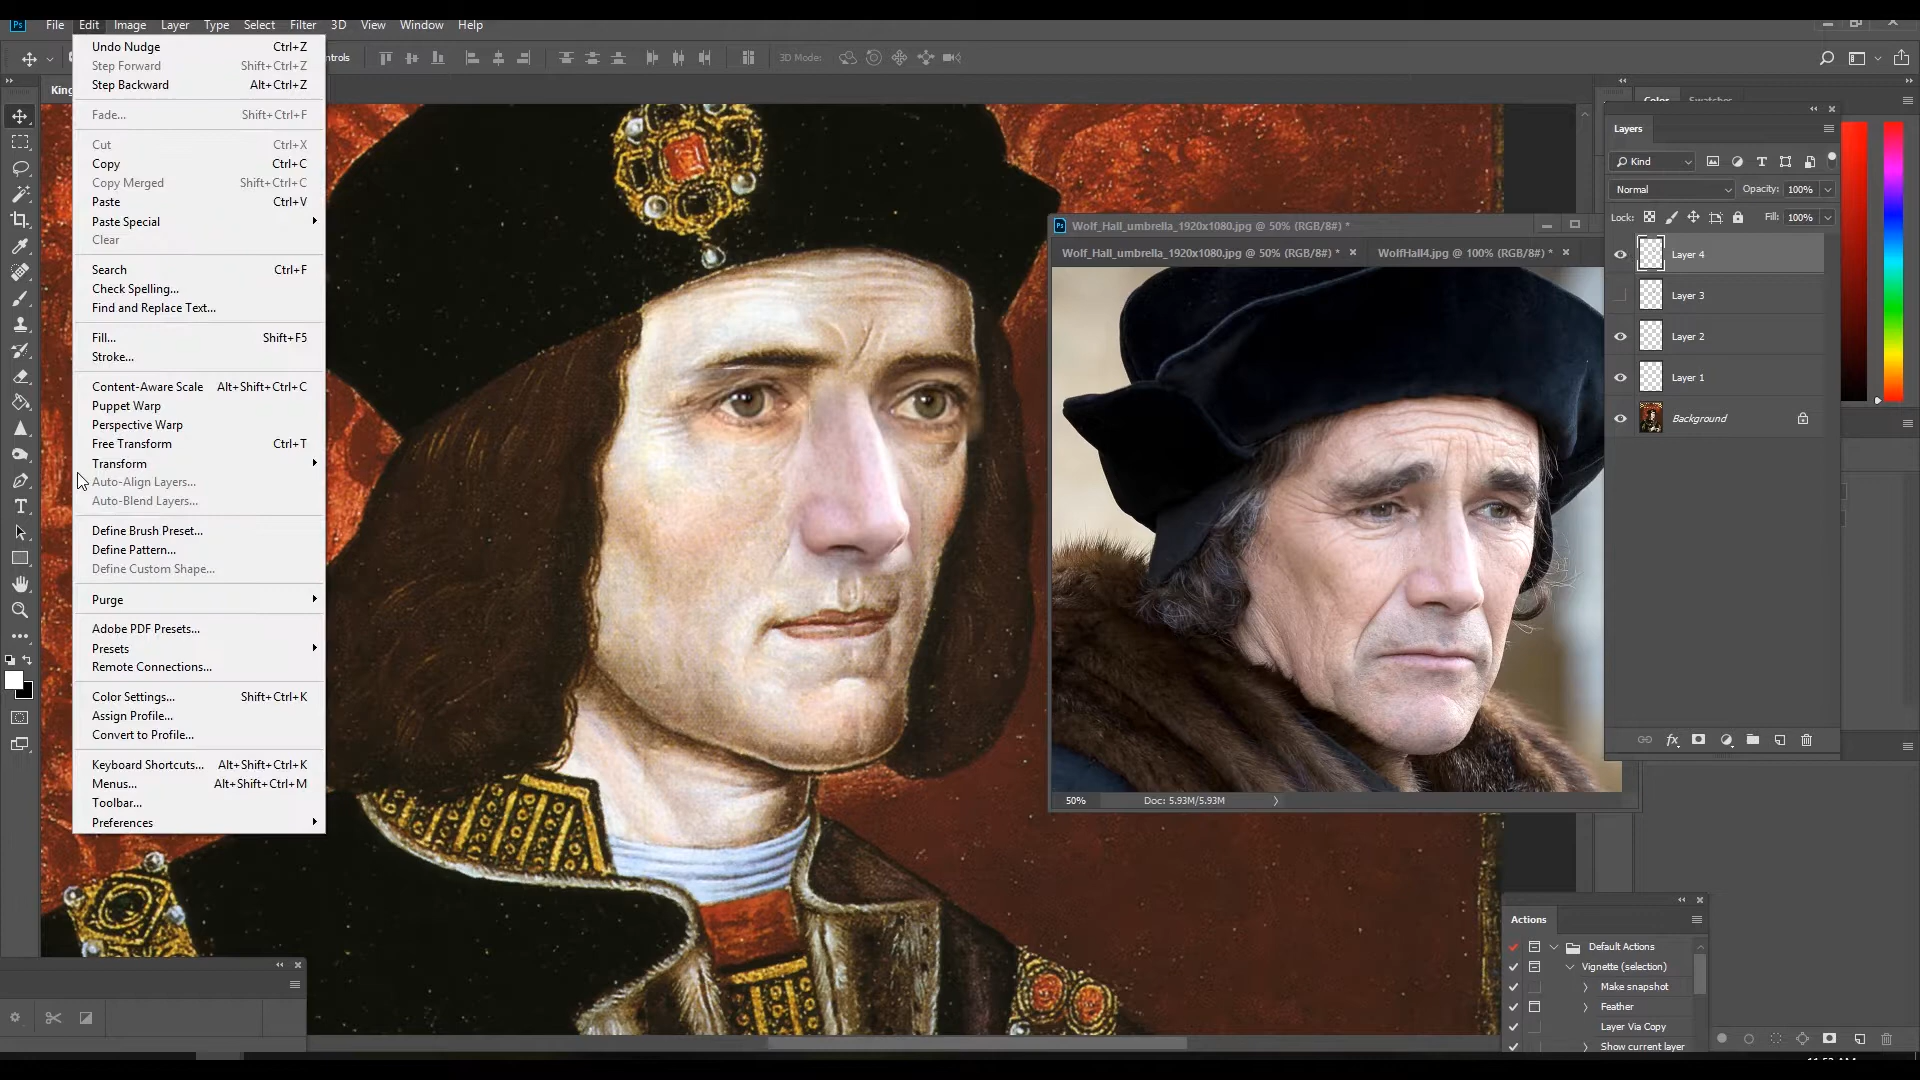 Ps File Edit Image Layer Type Select Filter 3D View Window Help
3D Mode:
Undo Nudge Ctrl+Z
Step Forward Shift+Ctrl+Z
Step Backward Alt+Ctrl+Z
Fade... Shift+Ctrl+F
Cut Ctrl+X
Copy Ctrl+C
Copy Merged Shift+Ctrl+C
Paste Ctrl+V
Paste Special
Clear
Search Ctrl+F
Check Spelling...
Find and Replace Text...
Fill... Shift+F5
Stroke...
Content-Aware Scale Alt+Shift+Ctrl+C
Puppet Warp
Perspective Warp
Free Transform Ctrl+T
Transform
Auto-Align Layers...
Auto-Blend Layers...
Define Brush Preset...
Define Pattern...
Define Custom Shape...
Purge
Adobe PDF Presets...
Presets
Remote Connections...
Color Settings... Shift+Ctrl+K
Assign Profile...
Convert to Profile...
Keyboard Shortcuts... Alt+Shift+Ctrl+K
Menus... Alt+Shift+Ctrl+M
Toolbar...
Preferences
Wolf_Hall_umbrella_1920x1080.jpg @ 50% (RGB/8#) *
Wolf_Hall_umbrella_1920x1080.jpg @ 50% (RGB/8#) * WolfHall4.jpg @ 100% (RGB/8#) *
50% Doc: 5.93M/5.93M
Color Swatches
Layers
Kind
Normal Opacity: 100%
Lock: Fill: 100%
Layer 4
Layer 3
Layer 2
Layer 1
Background
Actions
Default Actions
Vignette (selection)
Make snapshot
Feather
Layer Via Copy
Show current layer